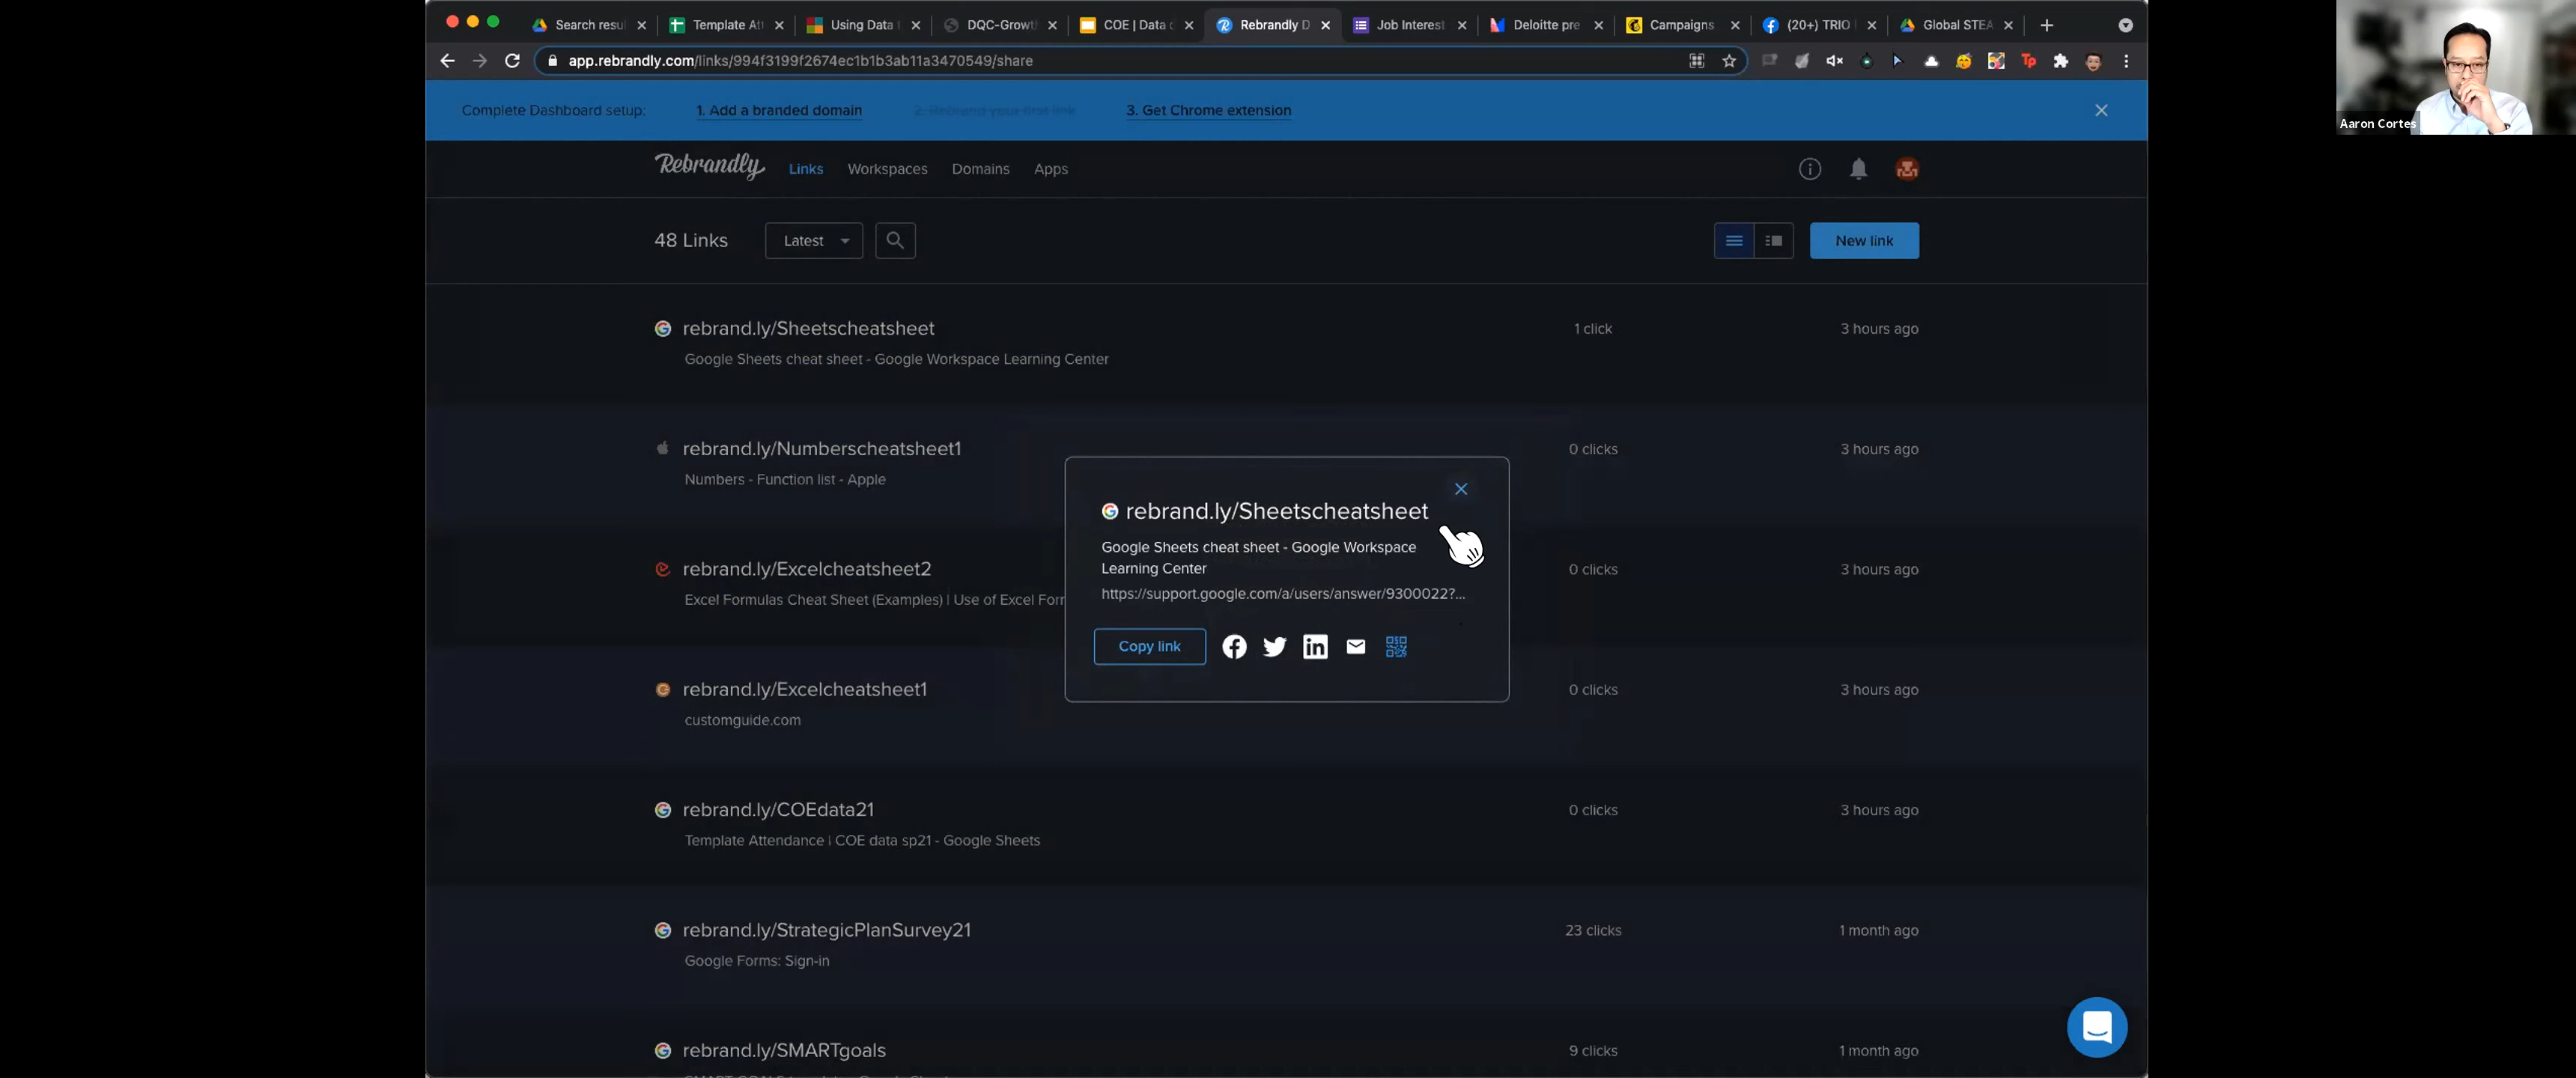 Search resu
Template Att
Using Data
DQC-Growt
COE | Data
Rebrandly D
Job Interest
Deloitte pre
Campaigns
(20+) TRIO
Global STEA
app.rebrandly.com/links/994f3199f2674ec1b1b3ab11a3470549/share
Tp
Complete Dashboard setup: 1. Add a branded domain 2. Rebrand your first link 3. Get Chrome extension
Rebrandly Links Workspaces Domains Apps
48 Links Latest New link
rebrand.ly/Sheetscheatsheet 1 click 3 hours ago
Google Sheets cheat sheet - Google Workspace Learning Center
rebrand.ly/Numberscheatsheet1 0 clicks 3 hours ago
Numbers - Function list - Apple
rebrand.ly/Excelcheatsheet2 0 clicks 3 hours ago
Excel Formulas Cheat Sheet (Examples) | Use of Excel For
rebrand.ly/Excelcheatsheet1 0 clicks 3 hours ago
customguide.com
rebrand.ly/COEdata21 0 clicks 3 hours ago
Template Attendance | COE data sp21 - Google Sheets
rebrand.ly/StrategicPlanSurvey21 23 clicks 1 month ago
Google Forms: Sign-in
rebrand.ly/SMARTgoals 9 clicks 1 month ago
rebrand.ly/Sheetscheatsheet
Google Sheets cheat sheet - Google Workspace
Learning Center
https://support.google.com/a/users/answer/9300022?...
Copy link
Aaron Cortes